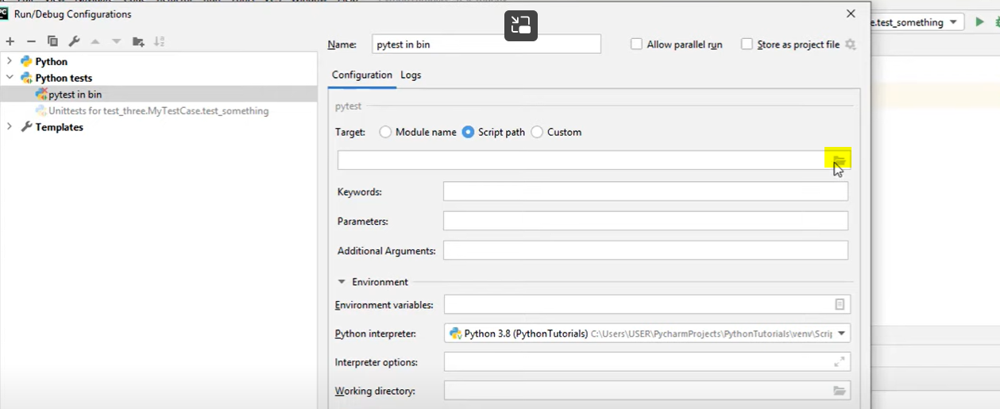 Run/Debug Configurations
Name: pytest in bin Allow parallel run Store as project file
e.test_something
Python
Python tests
pytest in bin
Unittests for test_three.MyTestCase.test_something
Templates
Configuration Logs
pytest
Target: Module name Script path Custom
Keywords:
Parameters:
Additional Arguments:
Environment
Environment variables:
Python interpreter: Python 3.8 (PythonTutorials) C:\Users\USER\PycharmProjects\PythonTutorials\venv\Scrip
Interpreter options:
Working directory: